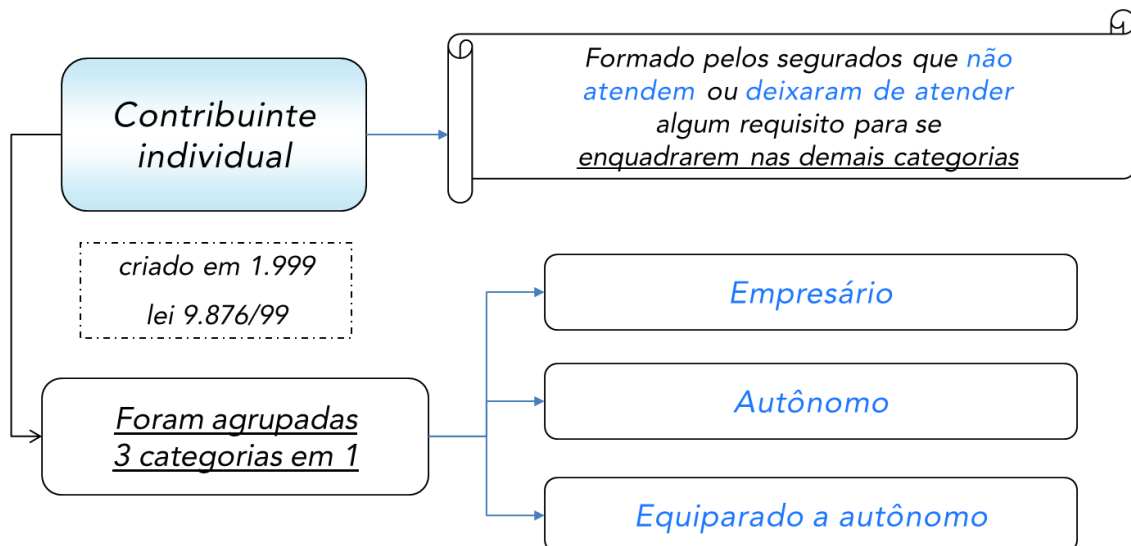 Contribuinte
individual
Formado pelos segurados que não
atendem ou deixaram de atender
algum requisito para se
enquadrarem nas demais categorias
criado em 1.999
lei 9.876/99
Foram agrupadas
3 categorias em 1
Empresário
Autônomo
Equiparado a autônomo